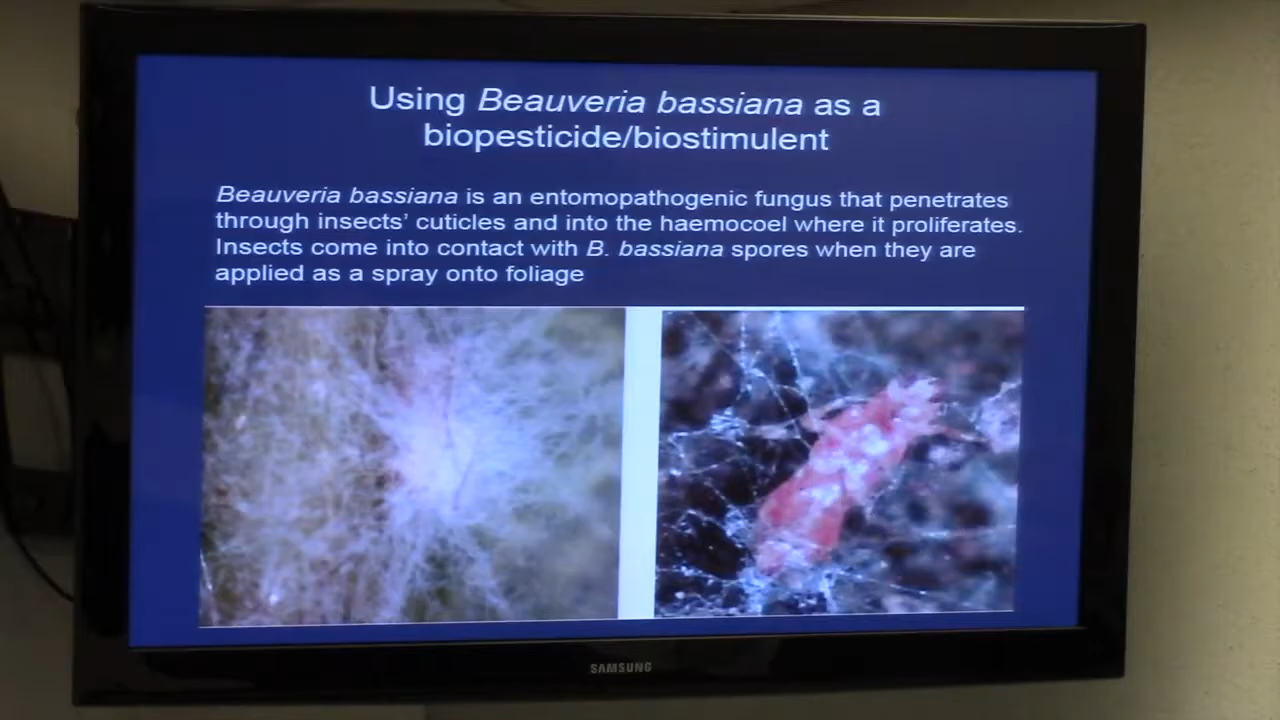 Using Beauveria bassiana as a
biopesticide/biostimulent
Beauveria bassiana is an entomopathogenic fungus that penetrates
through insects’ cuticles and into the haemocoel where it proliferates.
Insects come into contact with B. bassiana spores when they are
applied as a spray onto foliage
SAMSUNG